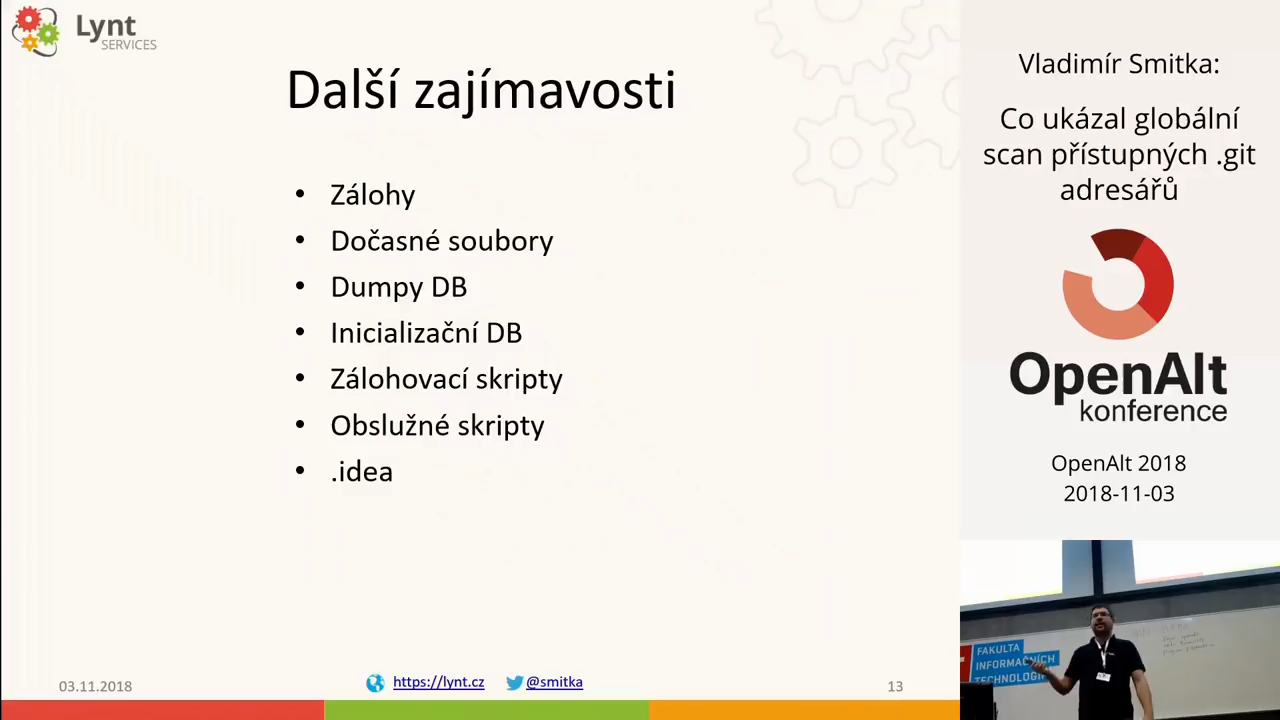 Lynt
SERVICES
Další zajímavosti
• Zálohy
• Dočasné soubory
• Dumpy DB
• Inicializační DB
• Zálohovací skripty
• Obslužné skripty
• .idea
03.11.2018
https://lynt.cz
@smitka
13
Vladimír Smitka:
Co ukázal globální
scan přístupných .git
adresářů
OpenAlt
konference
OpenAlt 2018
2018-11-03
FAKULTA
INFORMAČNÍCH
TECHNOLOGIÍ